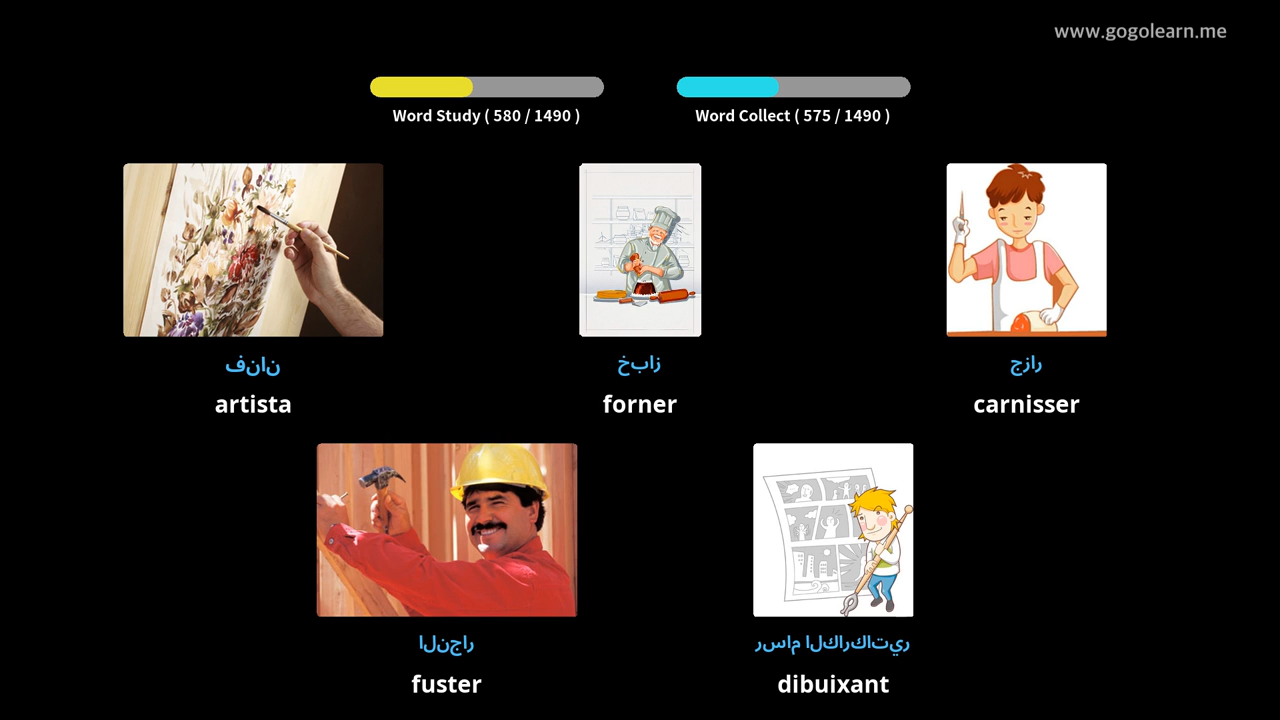 www.gogolearn.me
Word Study ( 580 / 1490 )
Word Collect ( 575 / 1490 )
فنان
خباز
جزار
artista
forner
carnisser
النجار
رسام الكاركاتير
fuster
dibuixant